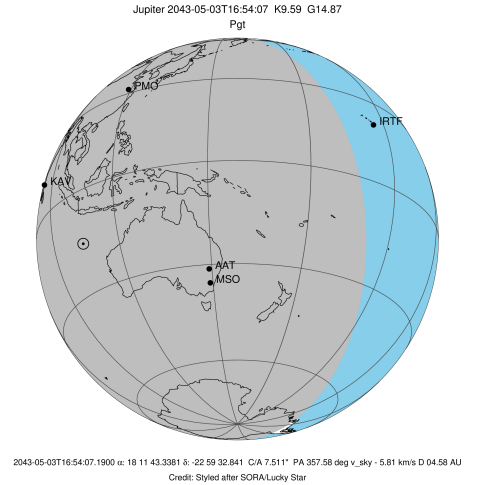 Jupiter 2043-05-03T16:54:07 K9.59 G14.87
Pgt
PMO
IRTF
KAV
AAT
MSO
2043-05-03T16:54:07.1900 α: 18 11 43.3381 δ: -22 59 32.841 C/A 7.511" PA 357.58 deg v_sky - 5.81 km/s D 04.58 AU
Credit: Styled after SORA/Lucky Star